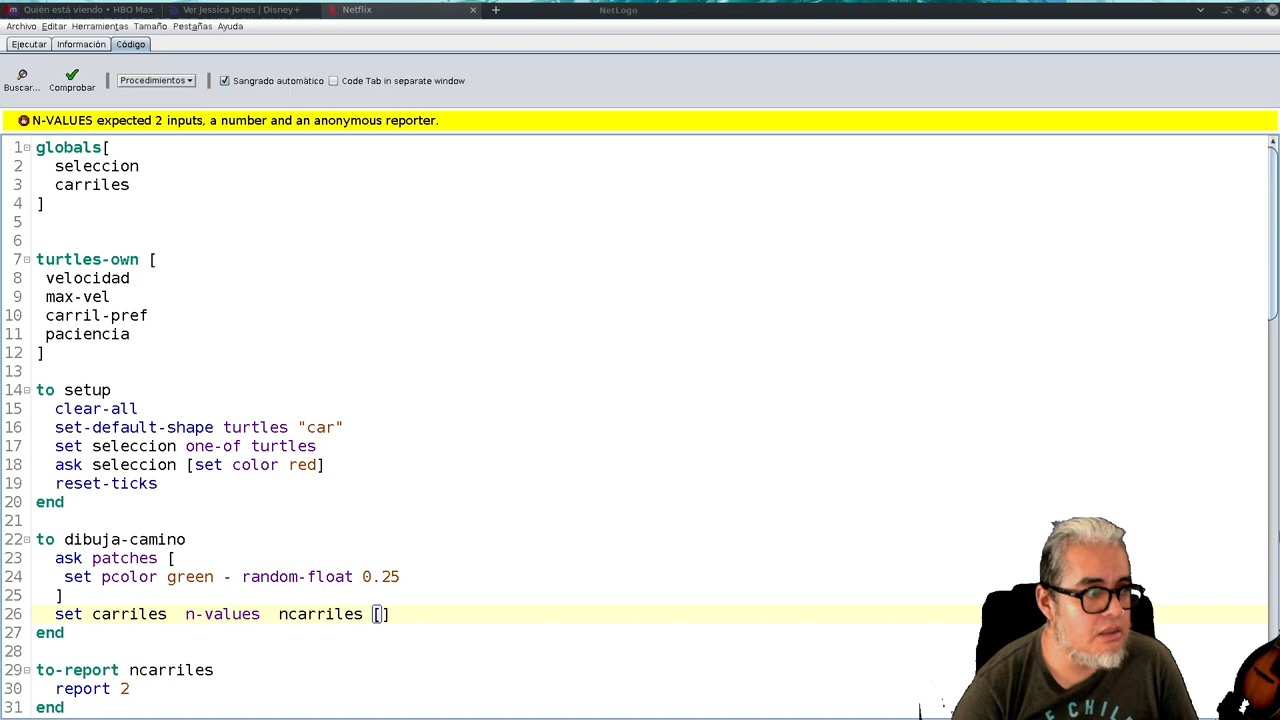 Quién está viendo • HBO Max
Ver Jessica Jones | Disney+
Netflix
NetLogo
Archivo Editar Herramientas Tamaño Pestañas Ayuda
Ejecutar Información Código
Buscar... Comprobar Procedimientos Sangrado automático Code Tab in separate window
N-VALUES expected 2 inputs, a number and an anonymous reporter.
1 globals[
2 seleccion
3 carriles
4 ]
5
6
7 turtles-own [
8 velocidad
9 max-vel
10 carril-pref
11 paciencia
12 ]
13
14 to setup
15 clear-all
16 set-default-shape turtles "car"
17 set seleccion one-of turtles
18 ask seleccion [set color red]
19 reset-ticks
20 end
21
22 to dibuja-camino
23 ask patches [
24 set pcolor green - random-float 0.25
25 ]
26 set carriles n-values ncarriles []
27 end
28
29 to-report ncarriles
30 report 2
31 end